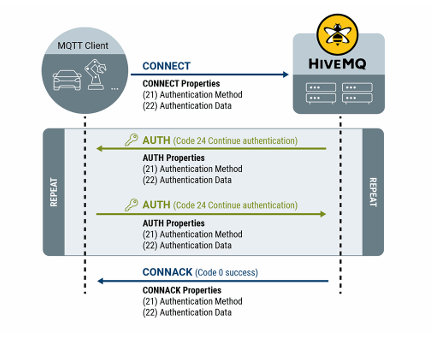 MQTT Client
...
HIVEMQ
CONNECT
CONNECT Properties
(21) Authentication Method
(22) Authentication Data
REPEAT
REPEAT
AUTH (Code 24 Continue authentication)
AUTH Properties
(21) Authentication Method
(22) Authentication Data
AUTH (Code 24 Continue authentication)
AUTH Properties
(21) Authentication Method
(22) Authentication Data
CONNACK (Code 0 success)
CONNACK Properties
(21) Authentication Method
(22) Authentication Data